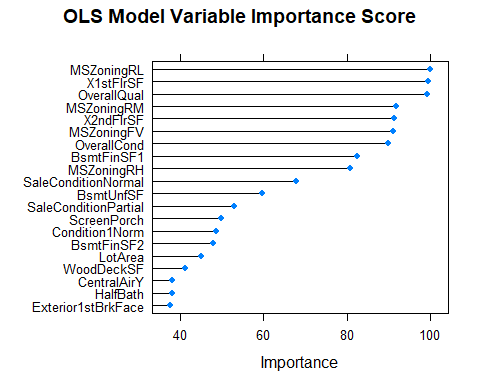 OLS Model Variable Importance Score
MSZoningRL
X1stFlrSF
OverallQual
MSZoningRM
X2ndFlrSF
MSZoningFV
OverallCond
BsmtFinSF1
MSZoningRH
SaleConditionNormal
BsmtUnfSF
SaleConditionPartial
ScreenPorch
Condition1Norm
BsmtFinSF2
LotArea
WoodDeckSF
CentralAirY
HalfBath
Exterior1stBrkFace
40 60 80 100
Importance